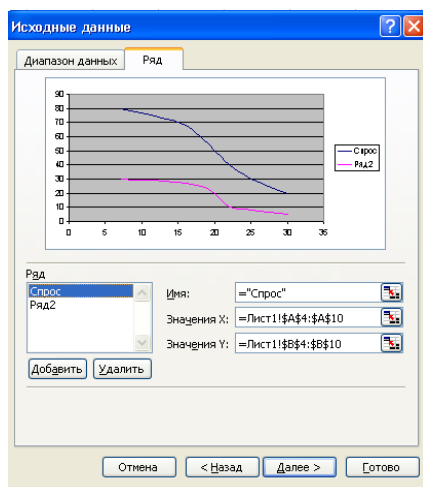 Исходные данные
Диапазон данных Ряд
90
80
70
60
50
40
30
20
10
0
0 5 10 15 20 25 30 35
Спрос
Ряд2
Ряд
Спрос
Ряд2
Имя: ="Спрос"
Значения X: =Лист1!$A$4:$A$10
Значения Y: =Лист1!$B$4:$B$10
Добавить Удалить
Отмена < Назад Далее > Готово